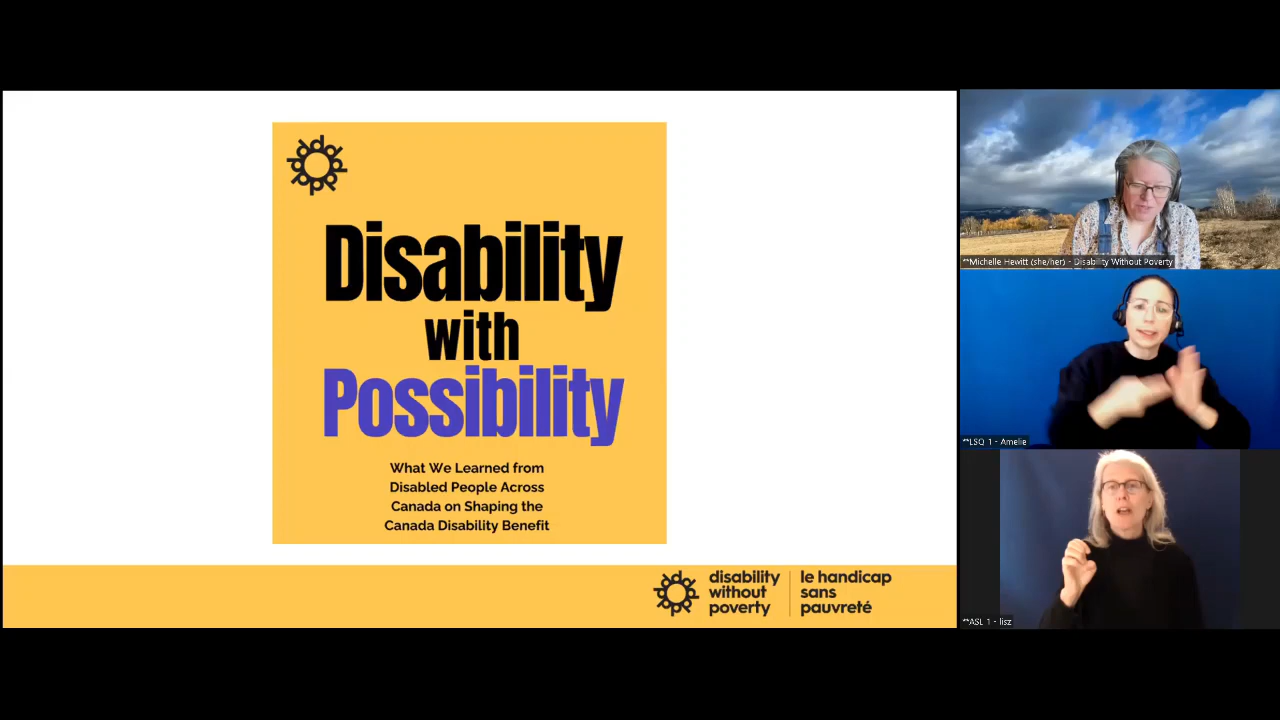 Disability
with
Possibility
What We Learned from
Disabled People Across
Canada on Shaping the
Canada Disability Benefit
disability
without
poverty
le handicap
sans
pauvreté
**Michelle Hewitt (she/her) - Disability Without Poverty
**LSQ 1 - Amelie
**ASL 1 - lisz